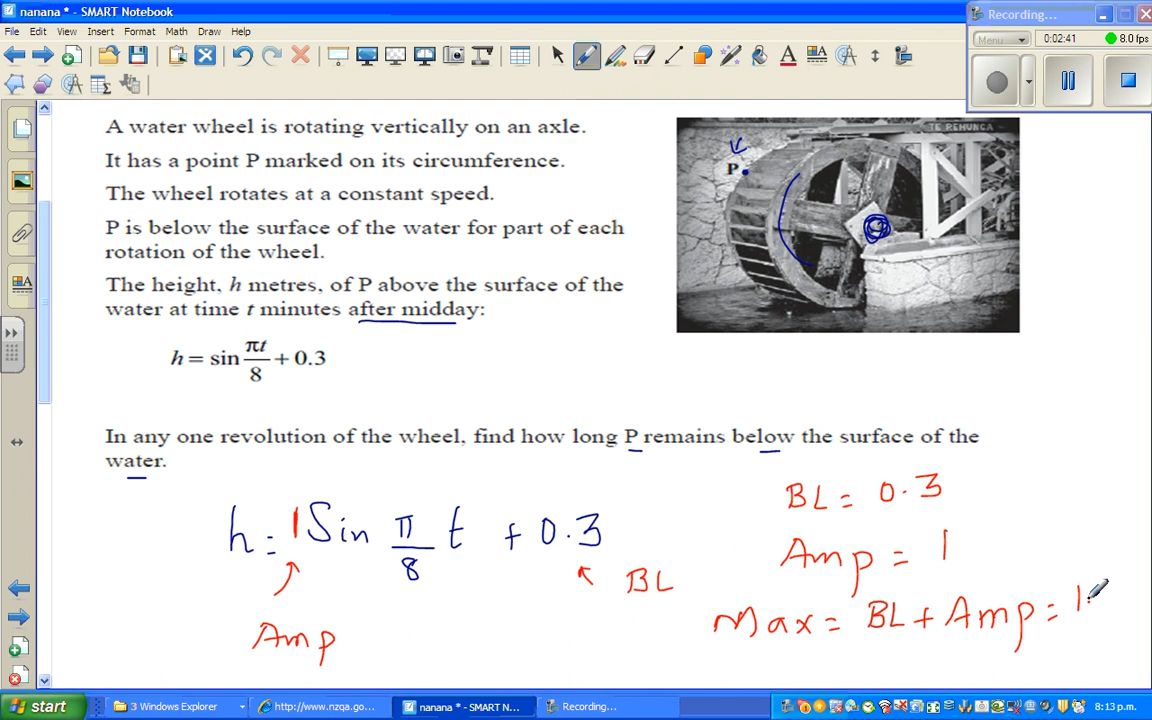 nanana * - SMART Notebook
Recording...
File Edit View Insert Format Math Draw Help
Menu
0:02:41
8.0 fps
A water wheel is rotating vertically on an axle.
It has a point P marked on its circumference.
The wheel rotates at a constant speed.
P is below the surface of the water for part of each
rotation of the wheel.
The height, h metres, of P above the surface of the
water at time t minutes after midday:
h = sin πt/8 + 0.3
TE REHUNGA
P
In any one revolution of the wheel, find how long P remains below the surface of the
water.
h = 1 Sin π/8 t + 0.3
Amp
BL
BL = 0.3
Amp = 1
Max = BL + Amp = 1
start
3 Windows Explorer
http://www.nzqa.go...
nanana * - SMART N...
Recording...
8:13 p.m.